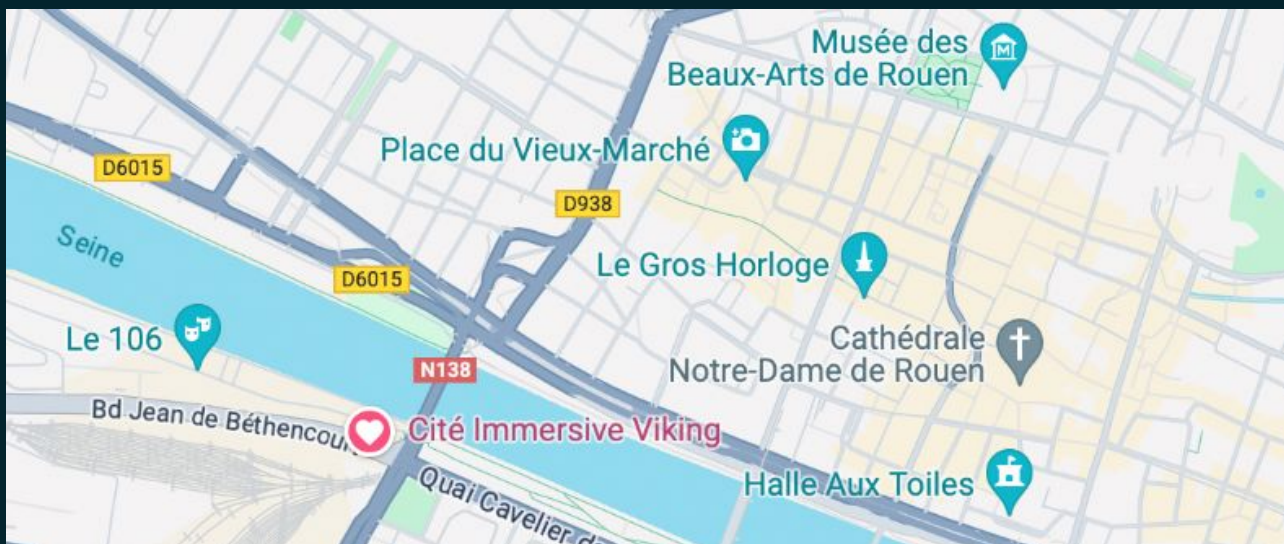 Musée des
Beaux-Arts de Rouen
M
Place du Vieux-Marché
D6015
D938
Seine
D6015
Le Gros Horloge
Le 106
Cathédrale
Notre-Dame de Rouen
N138
Bd Jean de Béthencou
Cité Immersive Viking
Quai Cavelier de
Halle Aux Toiles